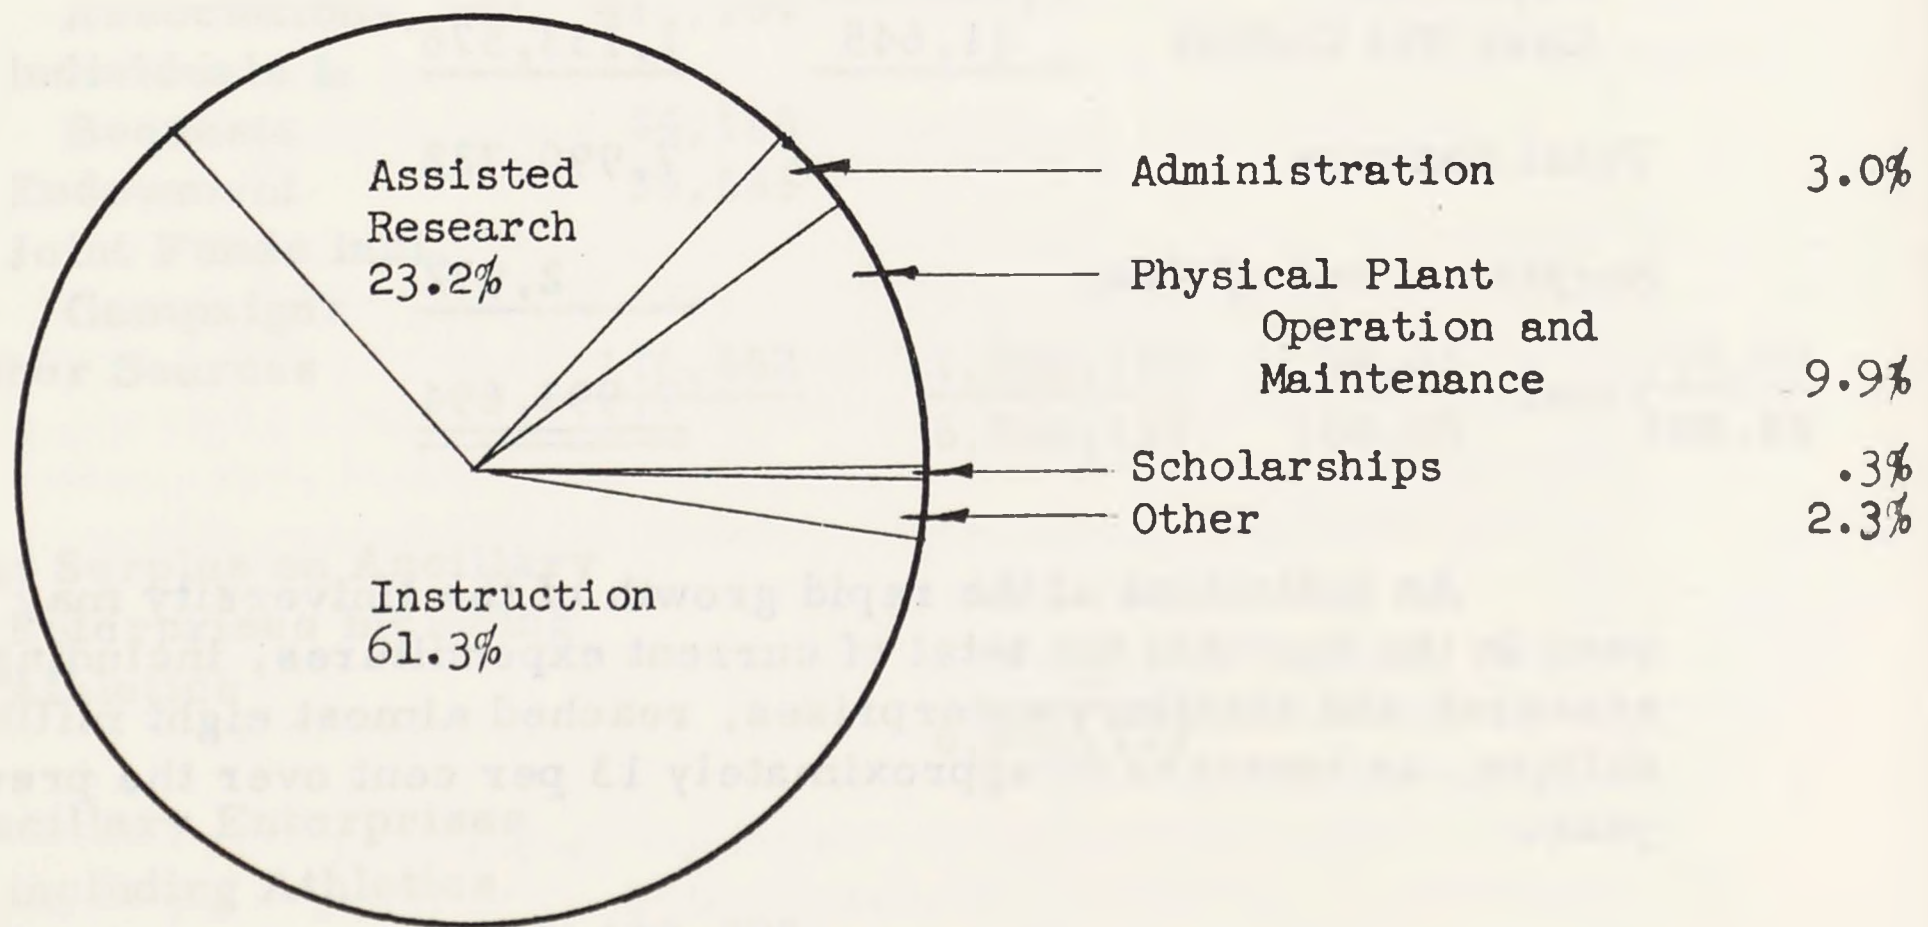 Assisted
Research
23.2%
Administration 3.0%
Physical Plant
Operation and
Maintenance 9.9%
Scholarships .3%
Other 2.3%
Instruction
61.3%